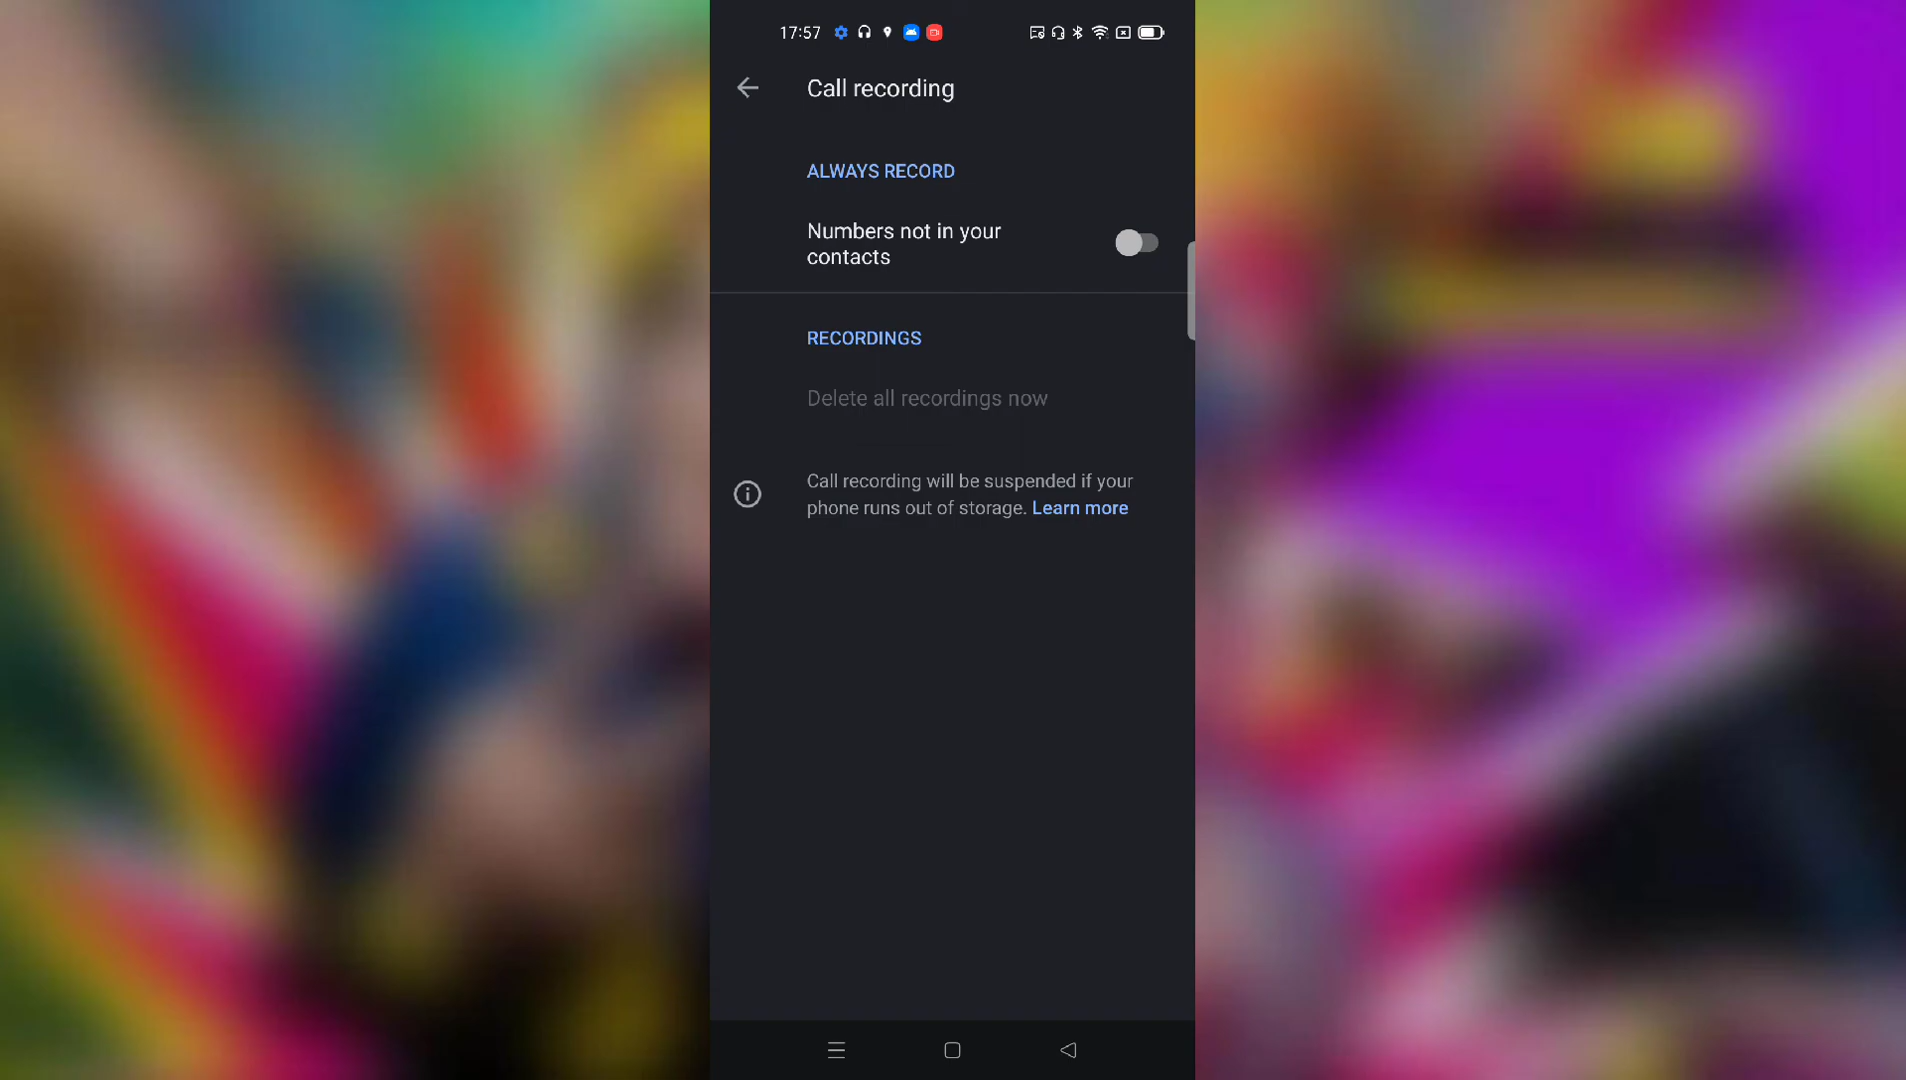 17:57
Call recording
ALWAYS RECORD
Numbers not in your
contacts
RECORDINGS
Delete all recordings now
Call recording will be suspended if your
phone runs out of storage. Learn more